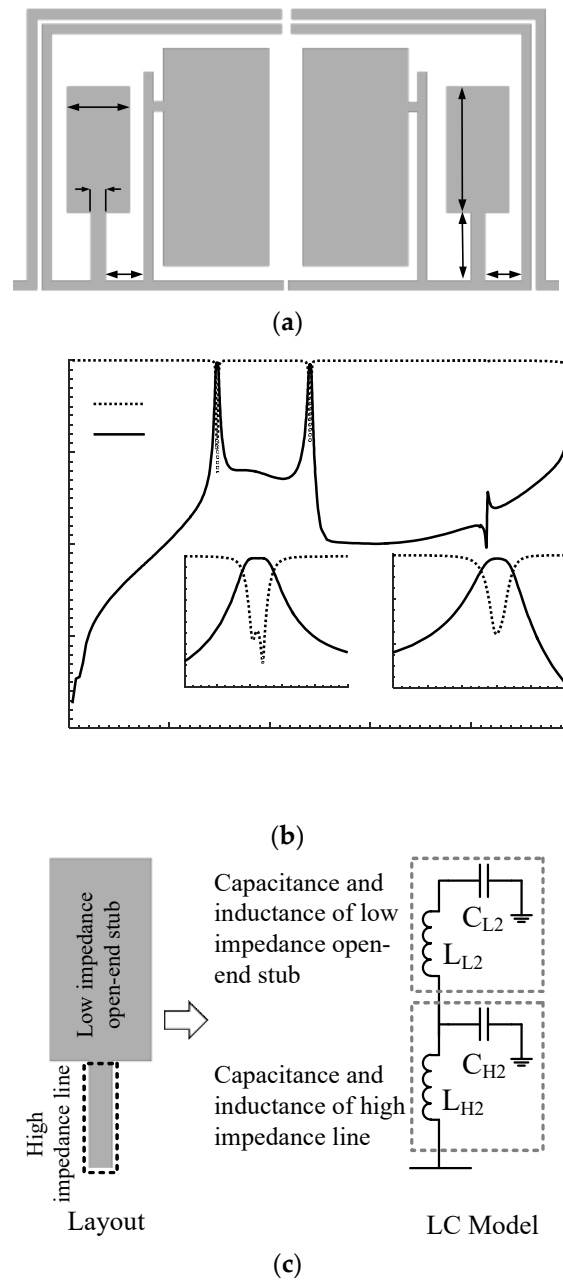 (a)
(b)
Low impedance
open-end stub
High
impedance line
Layout
Capacitance and
inductance of low
impedance open-
end stub
Capacitance and
inductance of high
impedance line
C_L2
L_L2
C_H2
L_H2
LC Model
(c)